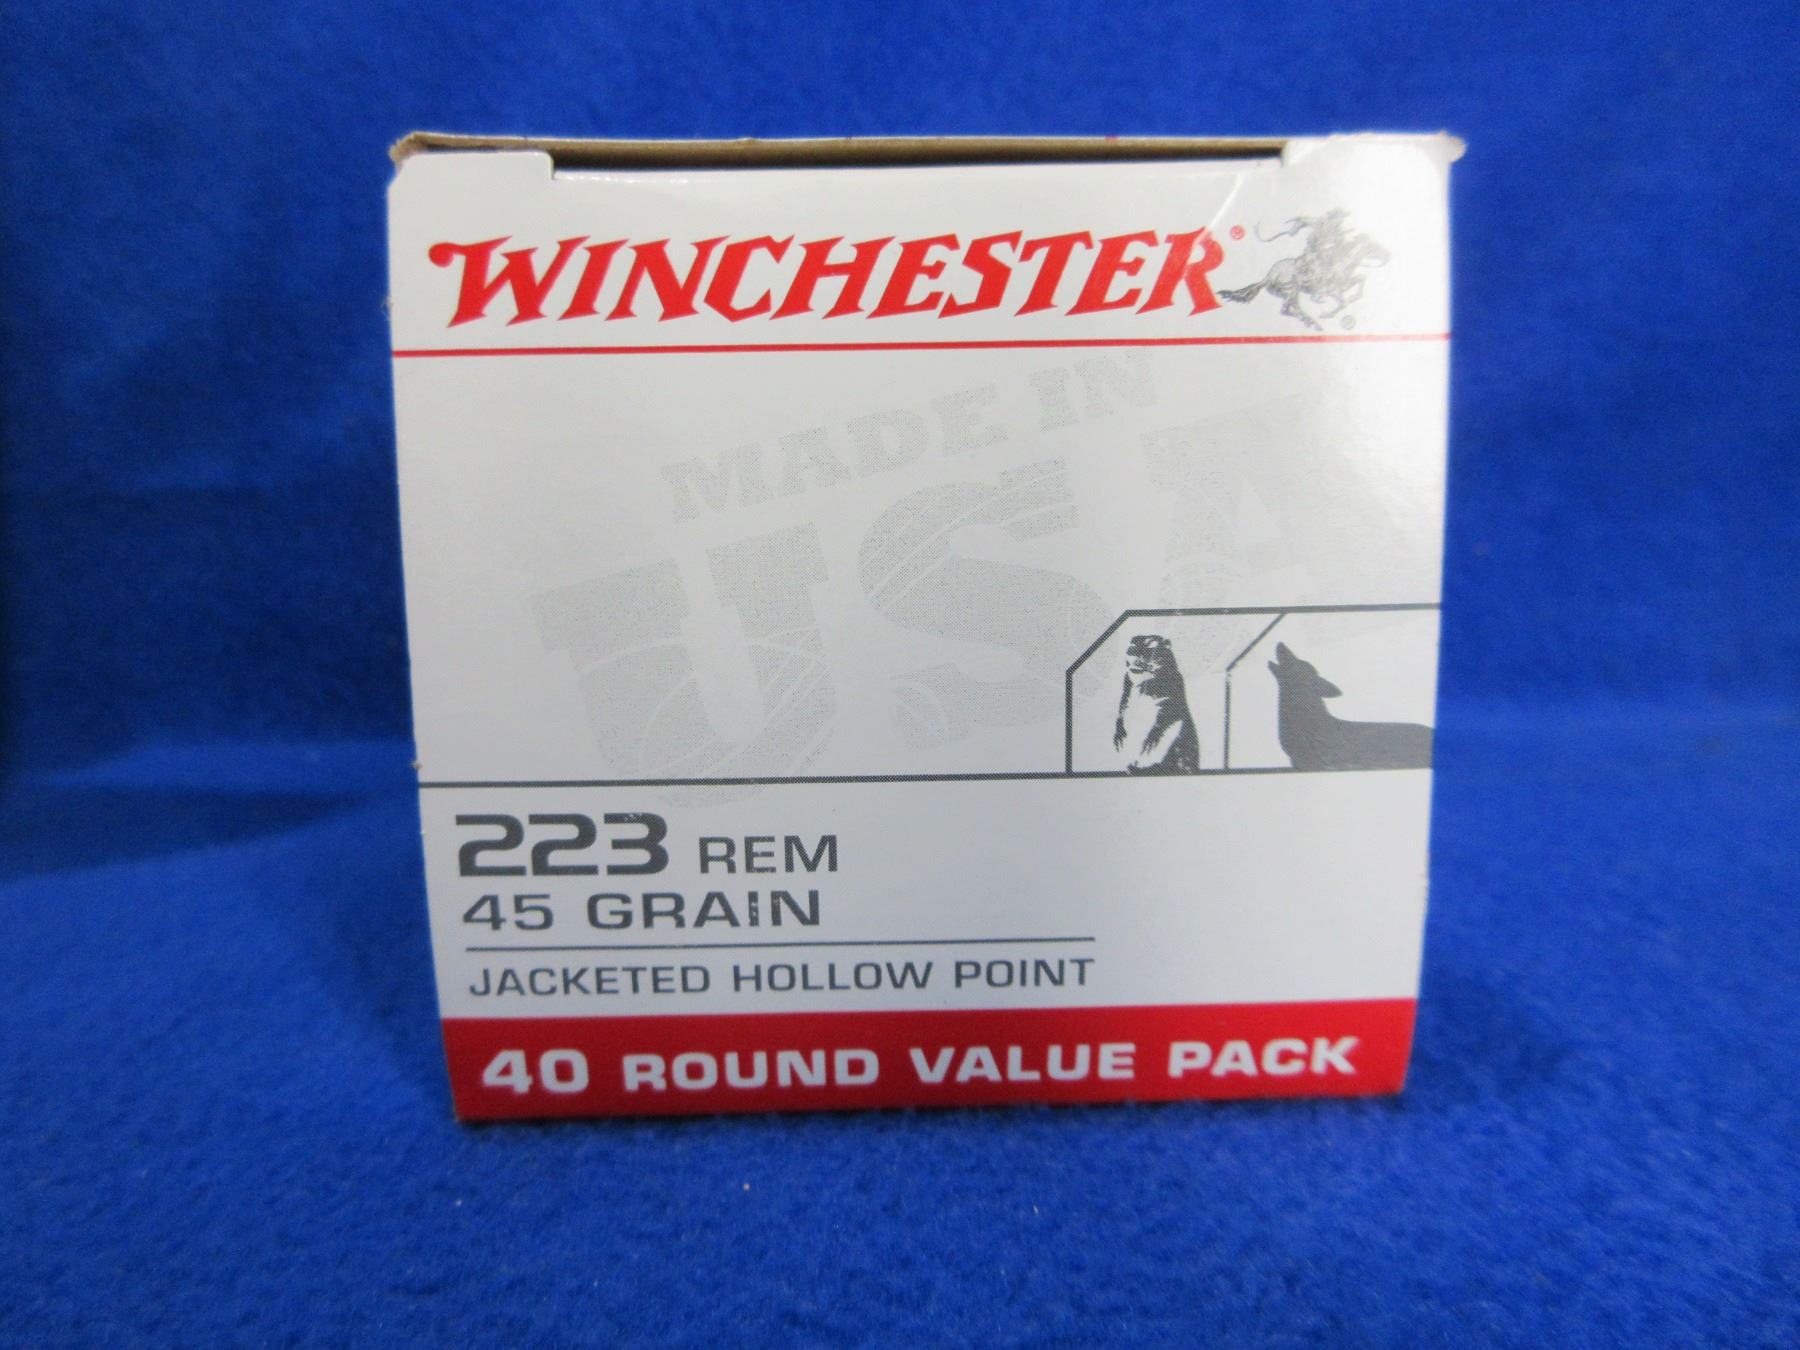 WINCHESTER®
®
MADE IN
USA
223 REM
45 GRAIN
JACKETED HOLLOW POINT
40 ROUND VALUE PACK